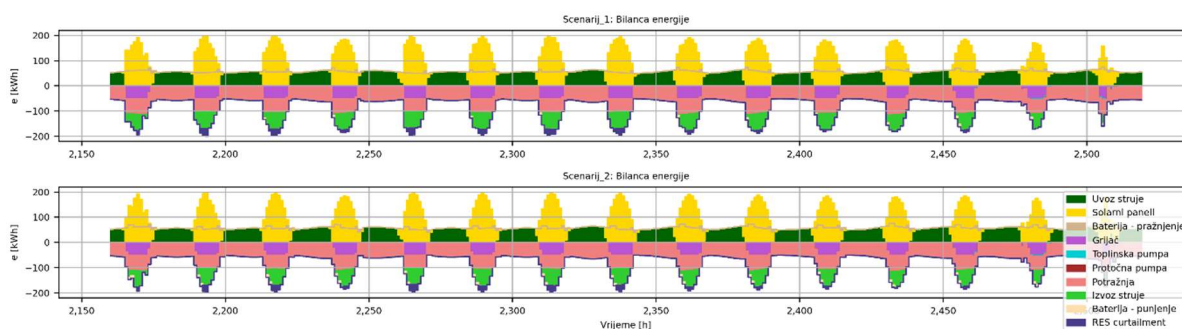 Scenarij_1: Bilanca energije
200
100
0
−100
−200
e [kWh]
2,150 2,200 2,250 2,300 2,350 2,400 2,450 2,500
Scenarij_2: Bilanca energije
200
100
0
−100
−200
e [kWh]
2,150 2,200 2,250 2,300 2,350 2,400 2,450 2,500
Vrijeme [h]
Uvoz struje
Solarni paneli
Baterija - pražnjenje
Grijač
Toplinska pumpa
Protočna pumpa
Potražnja
Izvoz struje
Baterija - punjenje
RES curtailment